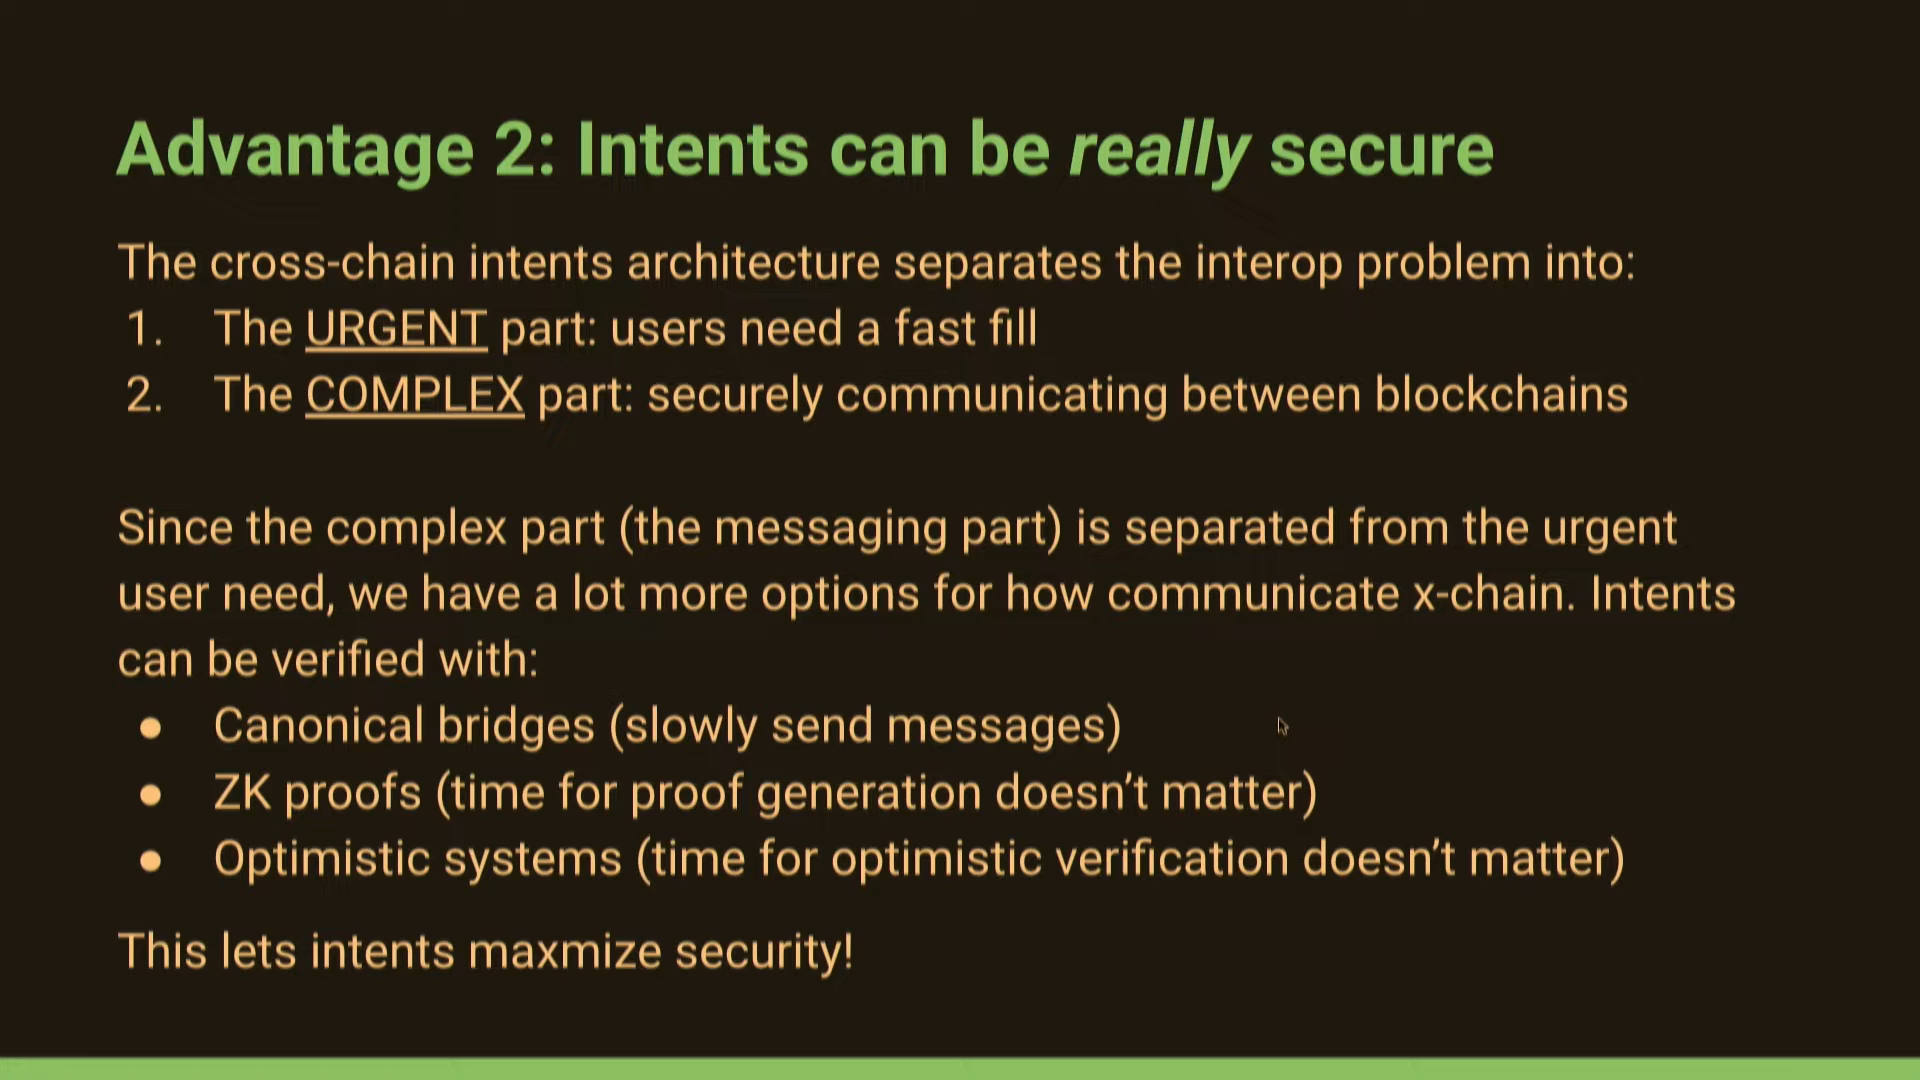 Advantage 2: Intents can be really secure
The cross-chain intents architecture separates the interop problem into:
1. The URGENT part: users need a fast fill
2. The COMPLEX part: securely communicating between blockchains
Since the complex part (the messaging part) is separated from the urgent
user need, we have a lot more options for how communicate x-chain. Intents
can be verified with:
● Canonical bridges (slowly send messages)
● ZK proofs (time for proof generation doesn’t matter)
● Optimistic systems (time for optimistic verification doesn’t matter)
This lets intents maxmize security!